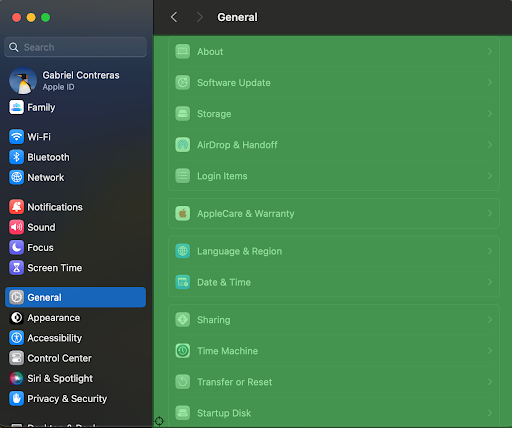 General
Search
Gabriel Contreras
Apple ID
Family
Wi-Fi
Bluetooth
Network
Notifications
Sound
Focus
Screen Time
General
Appearance
Accessibility
Control Center
Siri & Spotlight
Privacy & Security
About
Software Update
Storage
AirDrop & Handoff
Login Items
AppleCare & Warranty
Language & Region
Date & Time
Sharing
Time Machine
Transfer or Reset
Startup Disk